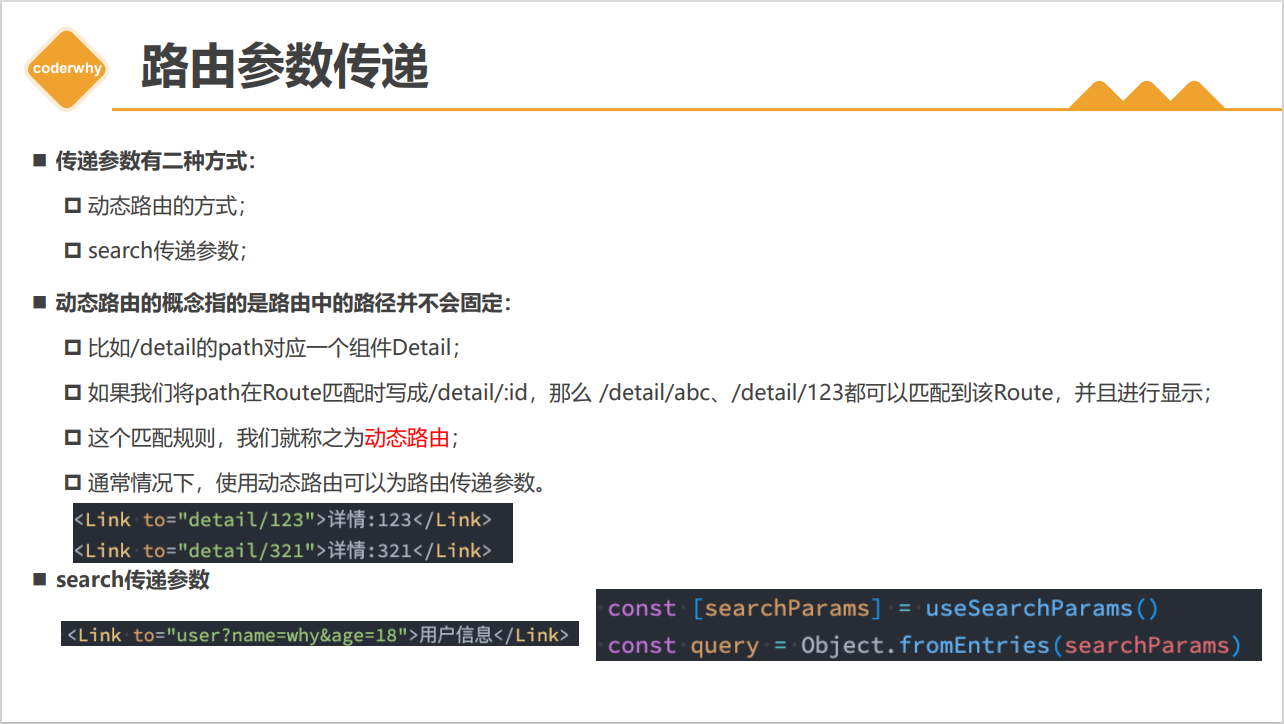 coderwhy
路由参数传递
传递参数有二种方式：
动态路由的方式；
search传递参数；
动态路由的概念指的是路由中的路径并不会固定：
比如/detail的path对应一个组件Detail；
如果我们将path在Route匹配时写成/detail/:id，那么 /detail/abc、/detail/123都可以匹配到该Route，并且进行显示；
这个匹配规则，我们就称之为动态路由；
通常情况下，使用动态路由可以为路由传递参数。
<Link to="detail/123">详情:123</Link>
<Link to="detail/321">详情:321</Link>
search传递参数
<Link to="user?name=why&age=18">用户信息</Link>
const [searchParams] = useSearchParams()
const query = Object.fromEntries(searchParams)